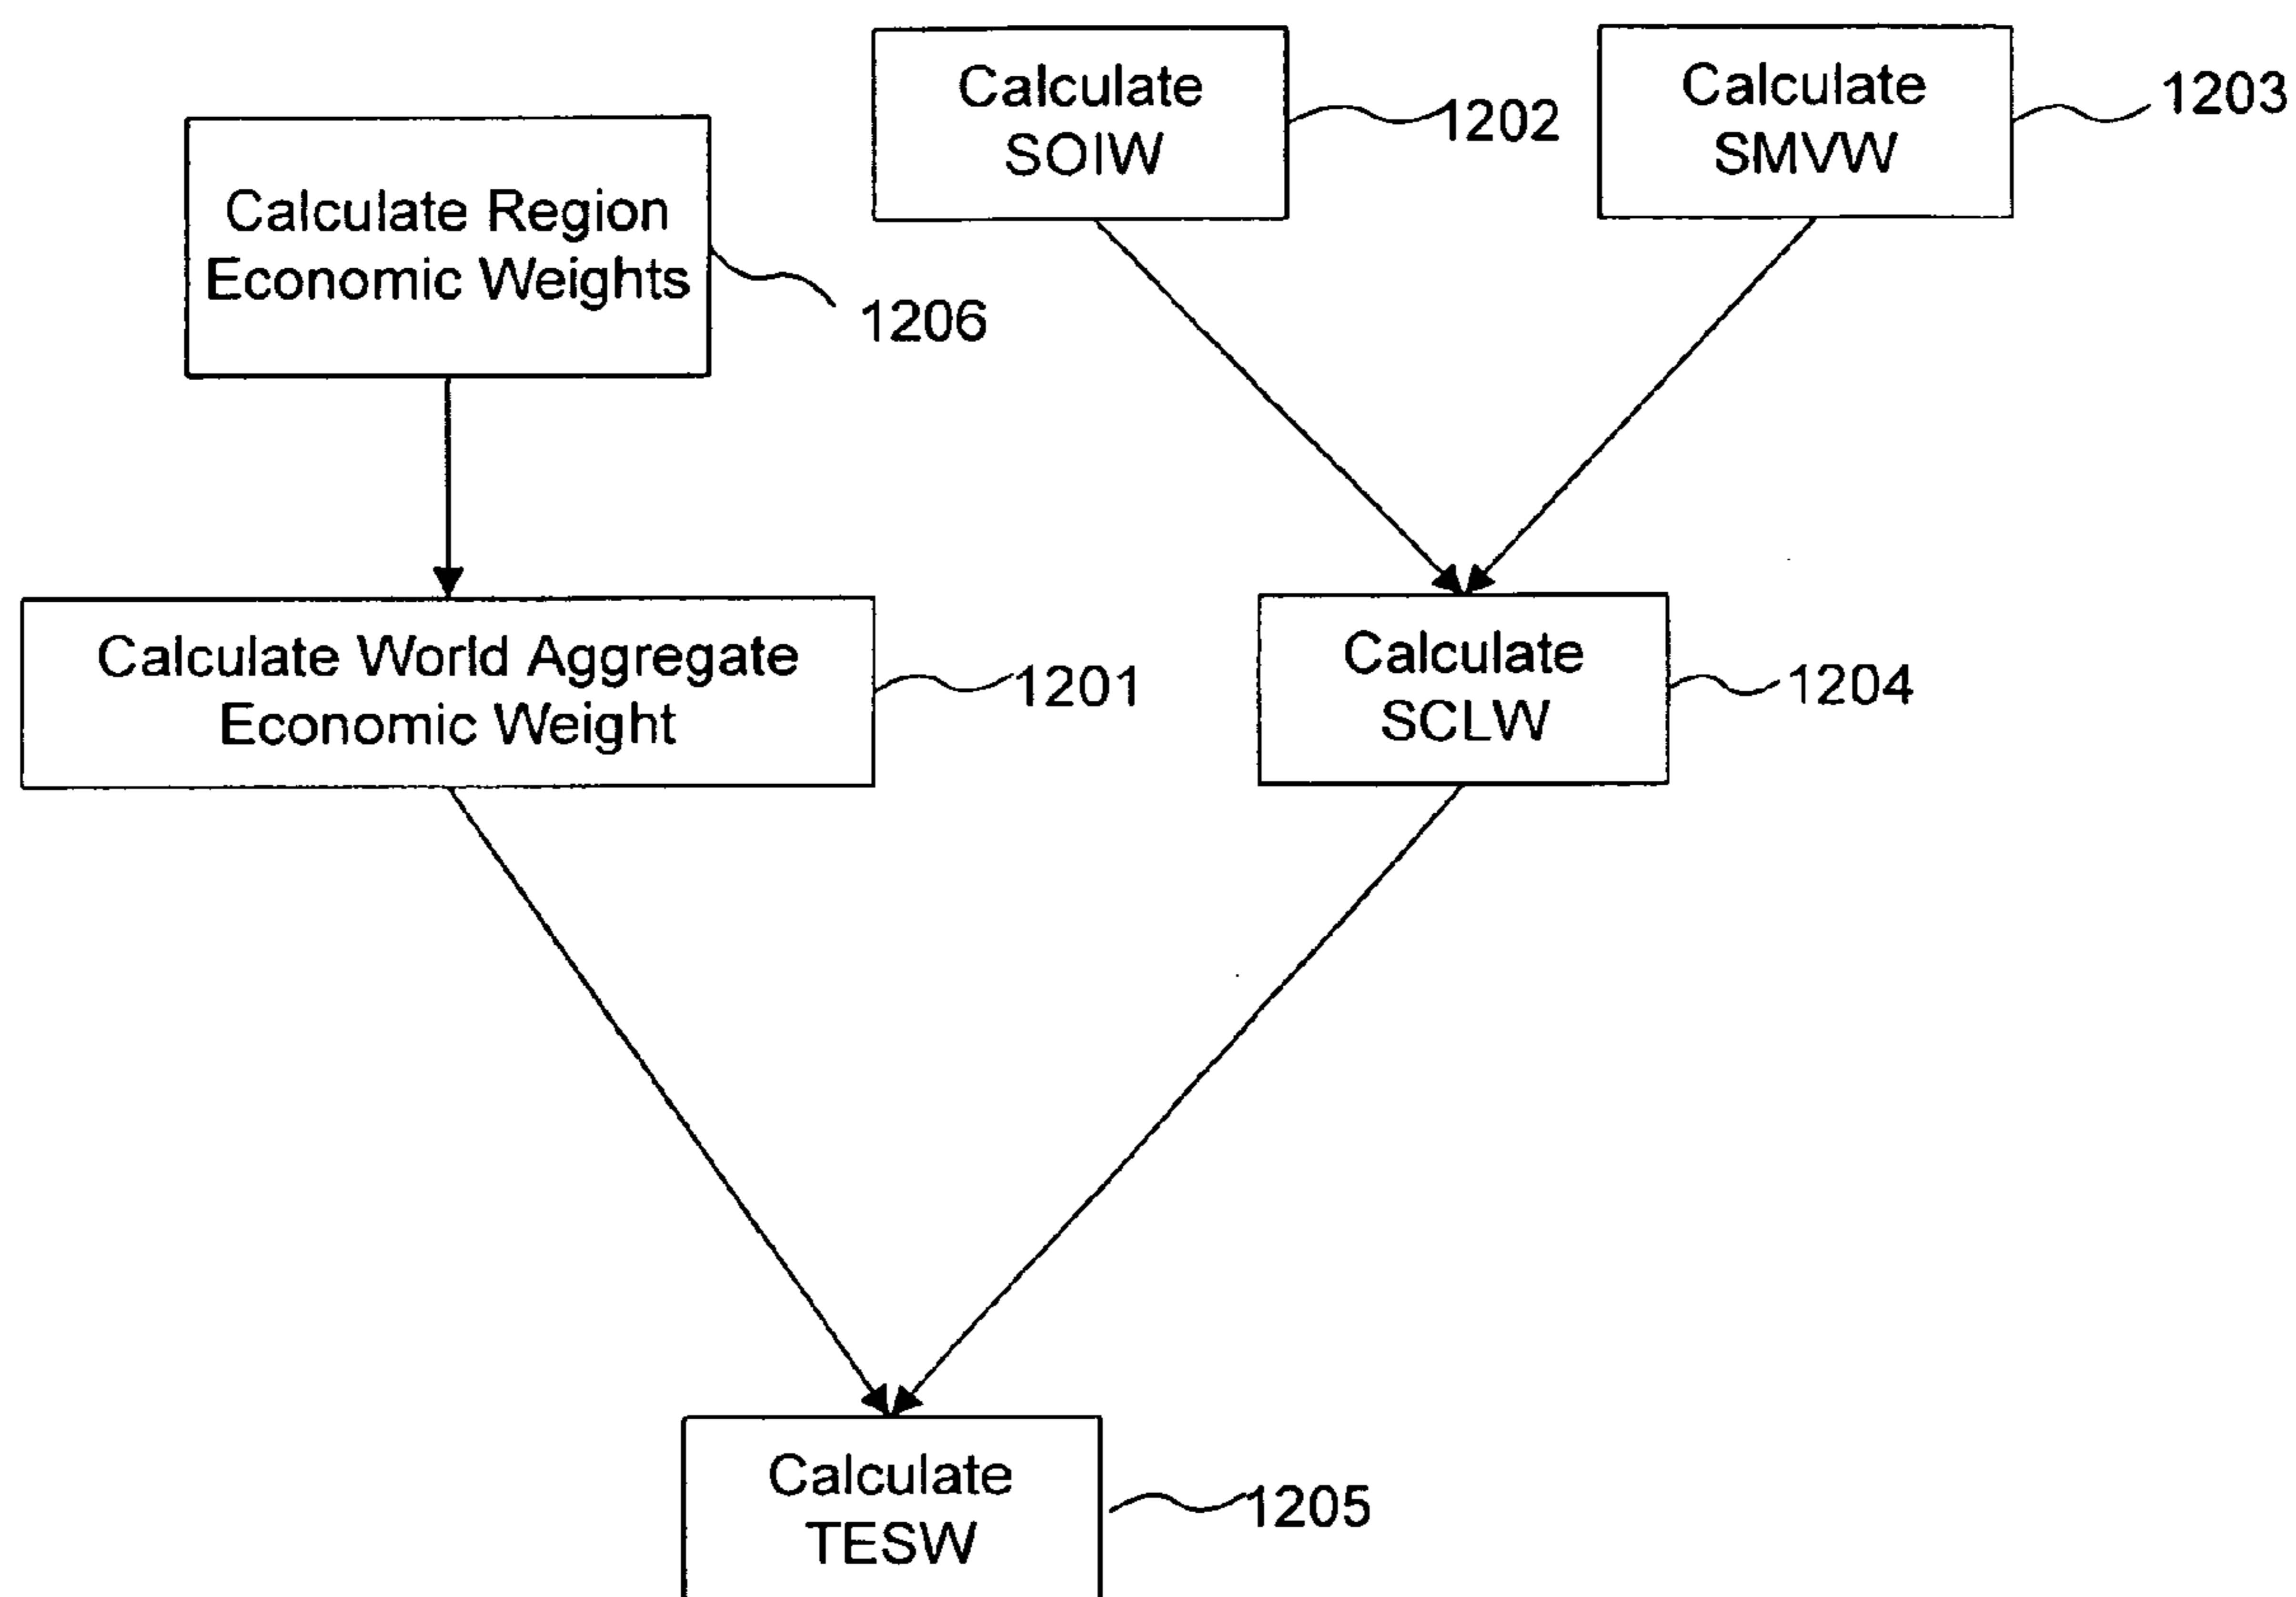 Calculate
SOIW
1202
Calculate
SMVW
1203
Calculate Region
Economic Weights
1206
Calculate World Aggregate
Economic Weight
1201
Calculate
SCLW
1204
Calculate
TESW
1205